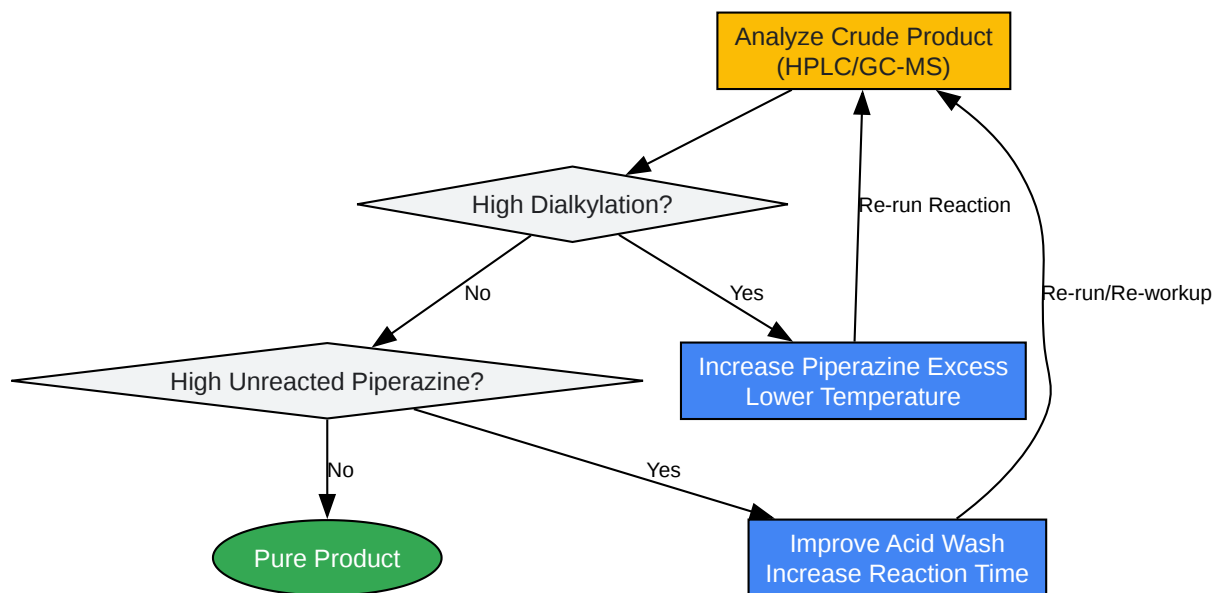 Analyze Crude Product
(HPLC/GC-MS)
High Dialkylation?
Re-run Reaction
No
Yes
Re-run/Re-workup
High Unreacted Piperazine?
Increase Piperazine Excess
Lower Temperature
No
Yes
Pure Product
Improve Acid Wash
Increase Reaction Time